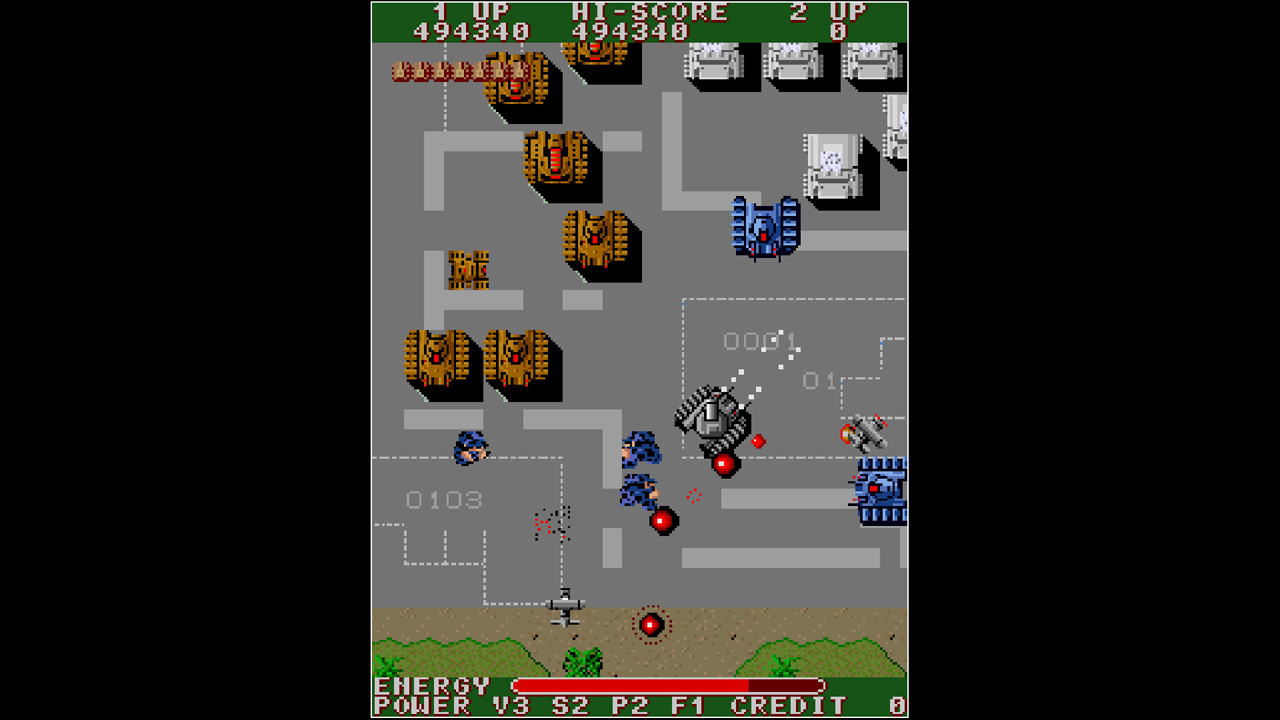 1 UP HI-SCORE 2 UP
494340 494340 0
0001
01
0103
ENERGY
POWER V3 S2 P2 F1 CREDIT 0